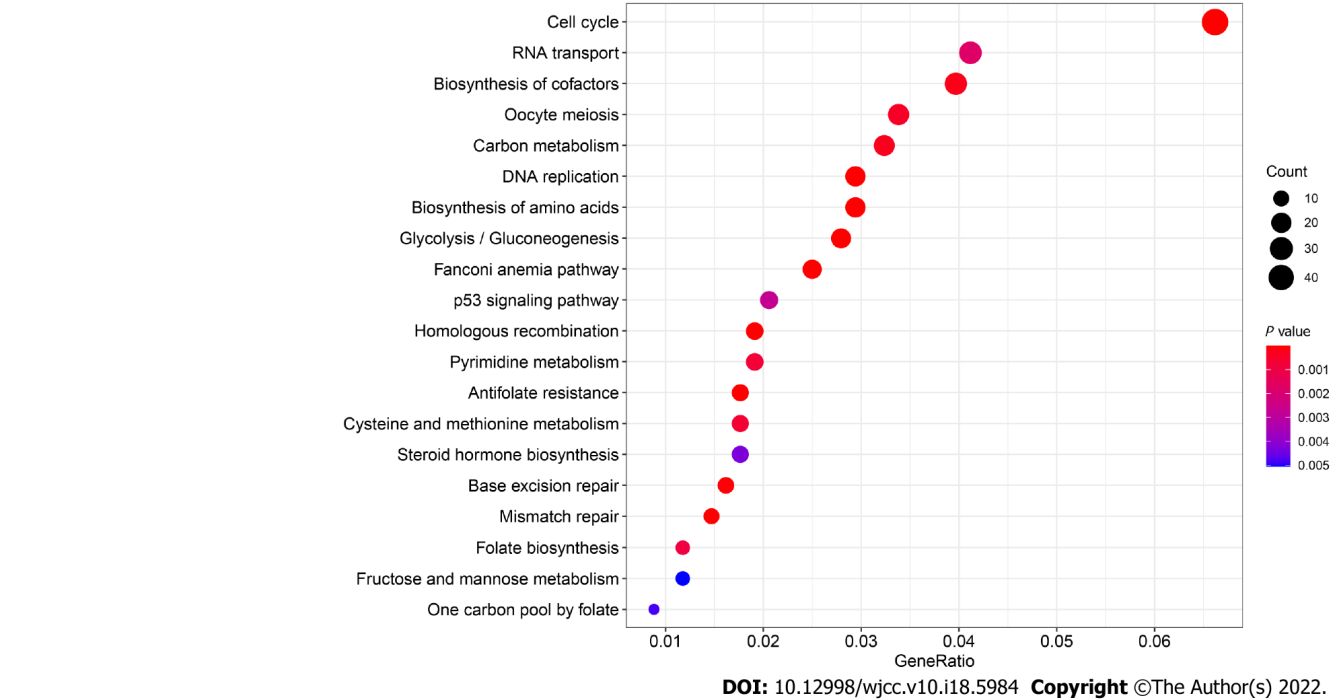 Cell cycle
RNA transport
Biosynthesis of cofactors
Oocyte meiosis
Carbon metabolism
DNA replication
Biosynthesis of amino acids
Glycolysis / Gluconeogenesis
Fanconi anemia pathway
p53 signaling pathway
Homologous recombination
Pyrimidine metabolism
Antifolate resistance
Cysteine and methionine metabolism
Steroid hormone biosynthesis
Base excision repair
Mismatch repair
Folate biosynthesis
Fructose and mannose metabolism
One carbon pool by folate
0.01 0.02 0.03 0.04 0.05 0.06
GeneRatio
Count
10
20
30
40
P value
0.001
0.002
0.003
0.004
0.005
DOI: 10.12998/wjcc.v10.i18.5984 Copyright ©The Author(s) 2022.